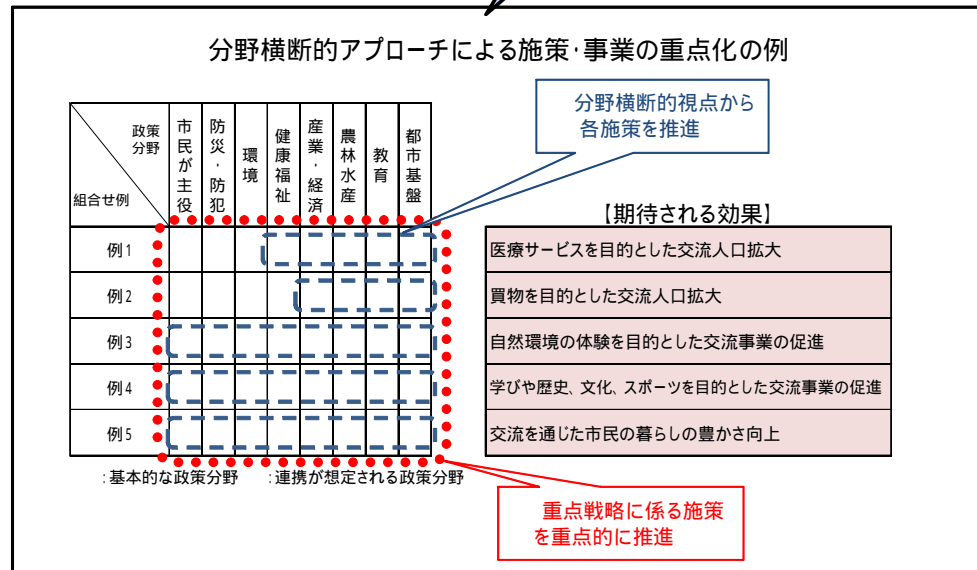 分野横断的アプローチによる施策・事業の重点化の例
分野横断的視点から
各施策を推進
政策
分野
組合せ例
市民が主役
防災・防犯
環境
健康福祉
産業・経済
農林水産
教育
都市基盤
【期待される効果】
例1
医療サービスを目的とした交流人口拡大
例2
買物を目的とした交流人口拡大
例3
自然環境の体験を目的とした交流事業の促進
例4
学びや歴史、文化、スポーツを目的とした交流事業の促進
例5
交流を通じた市民の暮らしの豊かさ向上
:基本的な政策分野 :連携が想定される政策分野
重点戦略に係る施策
を重点的に推進